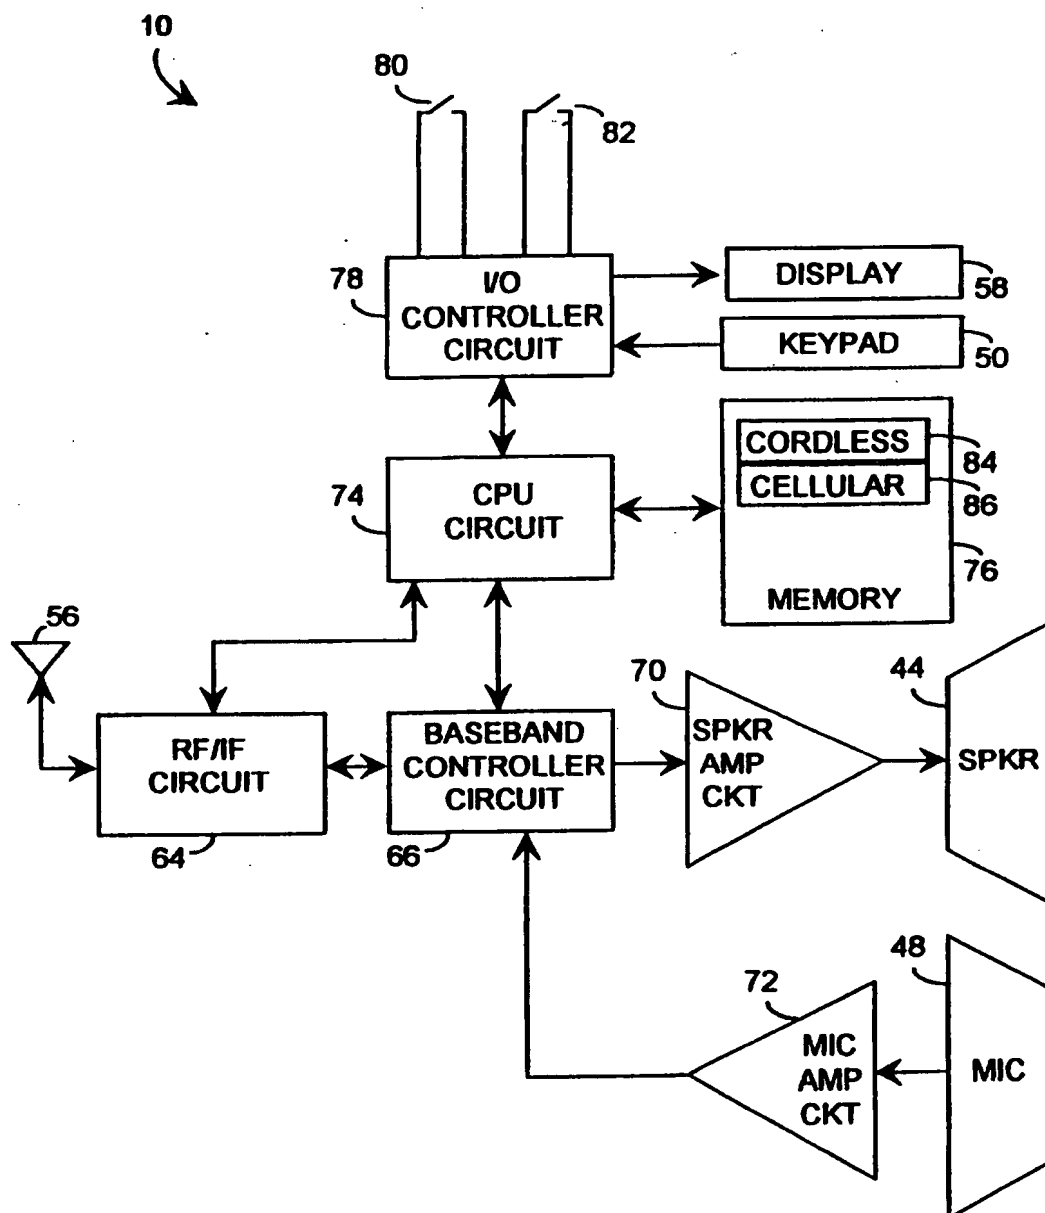 10
80
82
78
I/O
CONTROLLER
CIRCUIT
DISPLAY
58
KEYPAD
50
74
CPU
CIRCUIT
CORDLESS
84
CELLULAR
86
76
MEMORY
56
RF/IF
CIRCUIT
64
BASEBAND
CONTROLLER
CIRCUIT
66
70
SPKR
AMP
CKT
44
SPKR
72
MIC
AMP
CKT
48
MIC